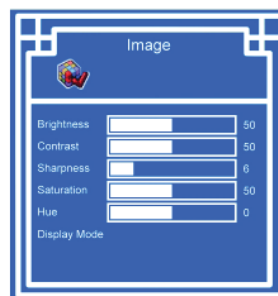 Image
Brightness 50
Contrast 50
Sharpness 6
Saturation 50
Hue 0
Display Mode